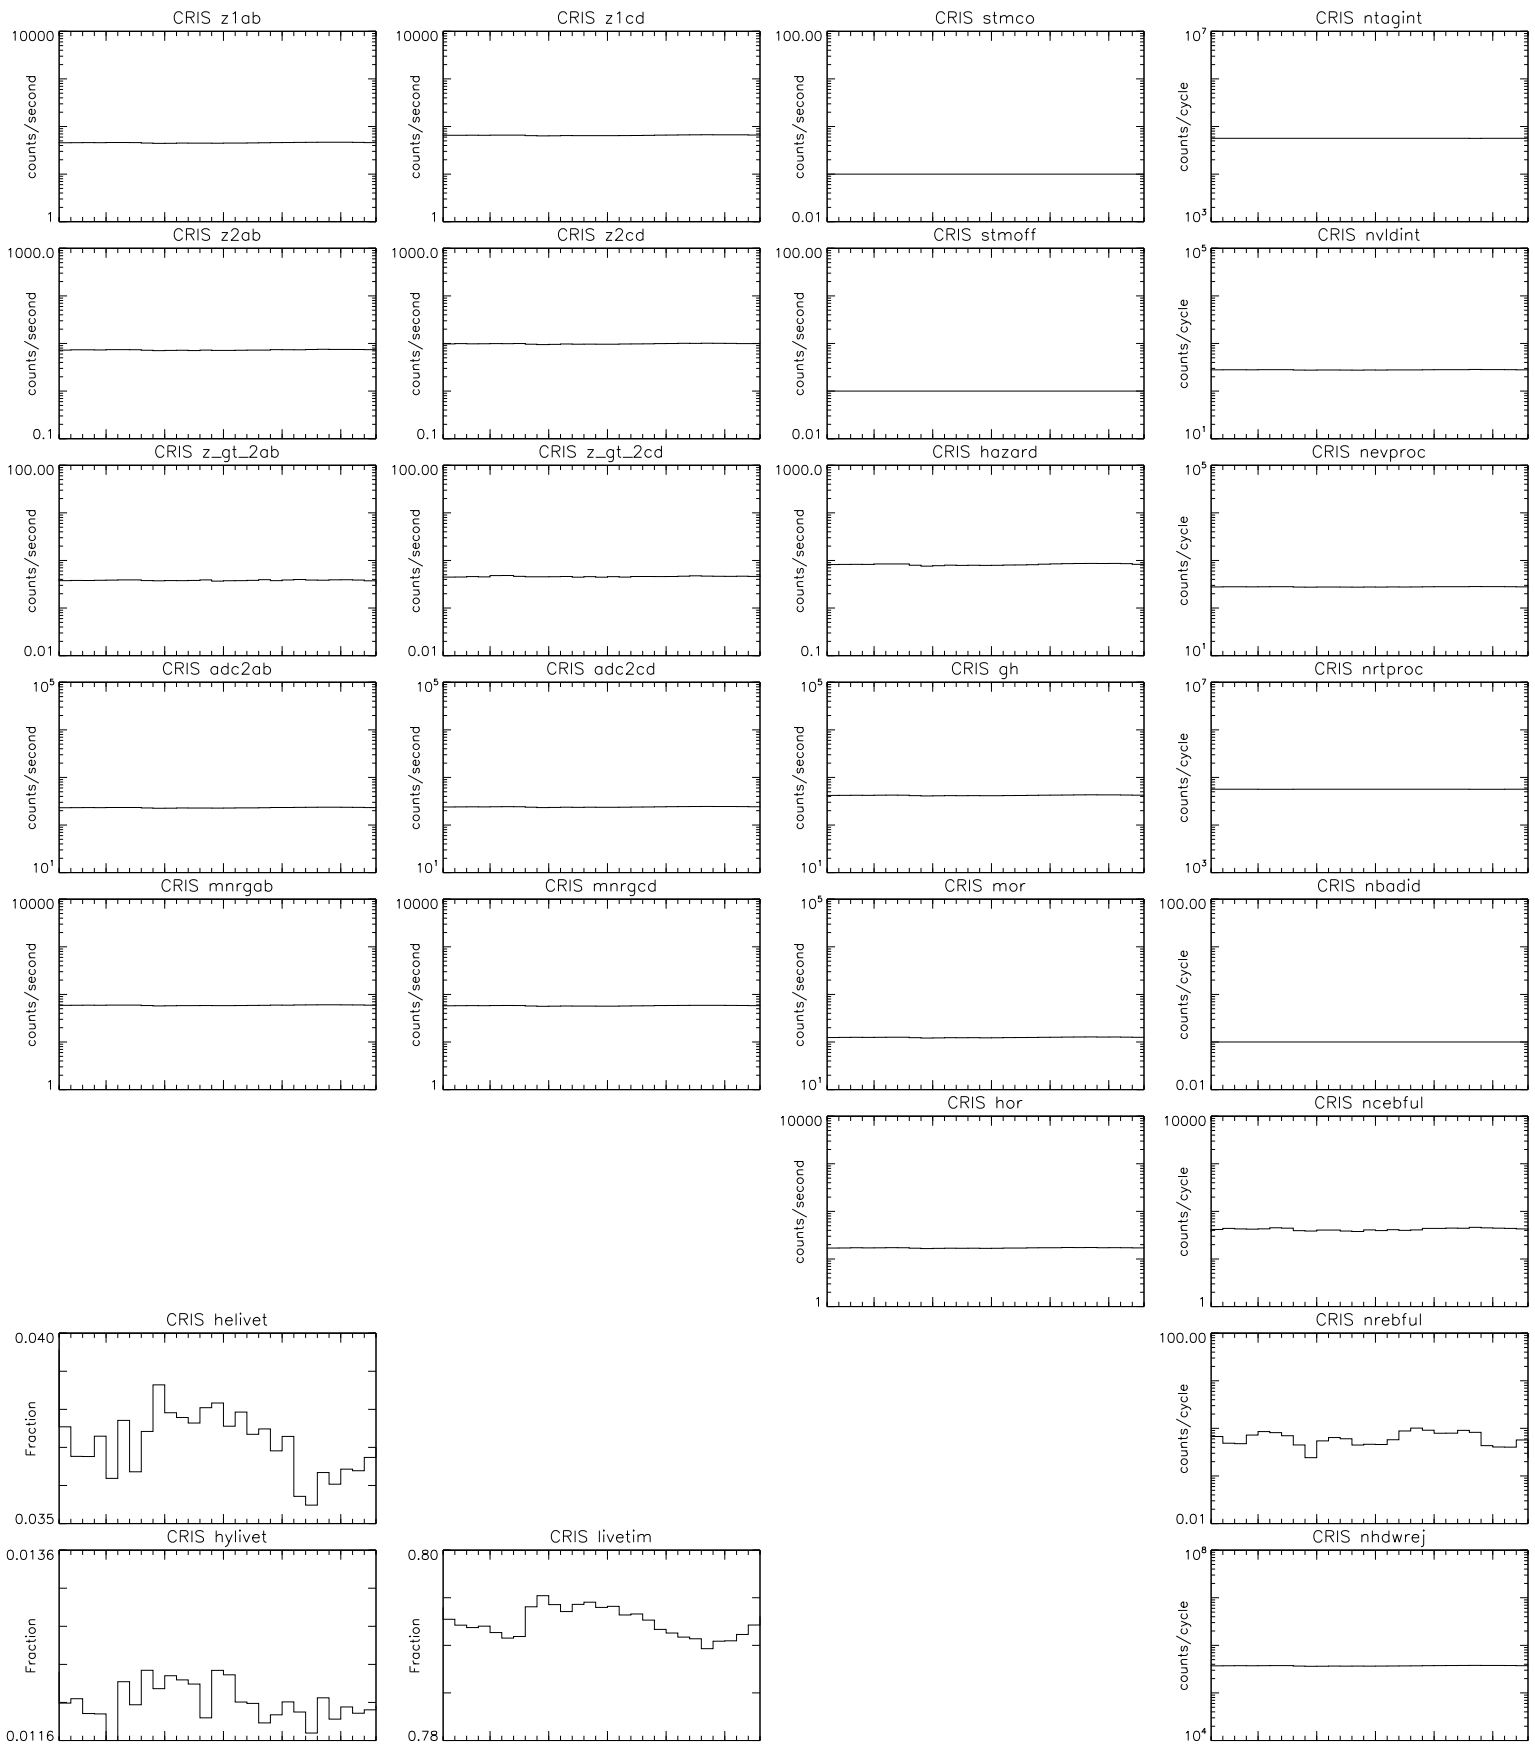 CRIS z1ab
10000
counts/second
1
CRIS z1cd
10000
counts/second
1
CRIS stmco
100.00
counts/second
0.01
CRIS ntagint
10⁷
counts/cycle
10³
CRIS z2ab
1000.0
counts/second
0.1
CRIS z2cd
1000.0
counts/second
0.1
CRIS stmoff
100.00
counts/second
0.01
CRIS nvldint
10⁵
counts/cycle
10¹
CRIS z_gt_2ab
100.00
counts/second
0.01
CRIS z_gt_2cd
100.00
counts/second
0.01
CRIS hazard
1000.0
counts/second
0.1
CRIS nevproc
10⁵
counts/cycle
10¹
CRIS adc2ab
10⁵
counts/second
10¹
CRIS adc2cd
10⁵
counts/second
10¹
CRIS gh
10⁵
counts/second
10¹
CRIS nrtproc
10⁷
counts/cycle
10³
CRIS mnrgab
10000
counts/second
1
CRIS mnrgcd
10000
counts/second
1
CRIS mor
10⁵
counts/second
10¹
CRIS nbadid
100.00
counts/cycle
0.01
CRIS hor
10000
counts/second
1
CRIS ncebful
10000
counts/cycle
1
CRIS helivet
0.040
Fraction
0.035
CRIS nrebful
100.00
counts/cycle
0.01
CRIS hylivet
0.0136
Fraction
0.0116
CRIS livetim
0.80
Fraction
0.78
CRIS nhdwrej
10⁸
counts/cycle
10⁴